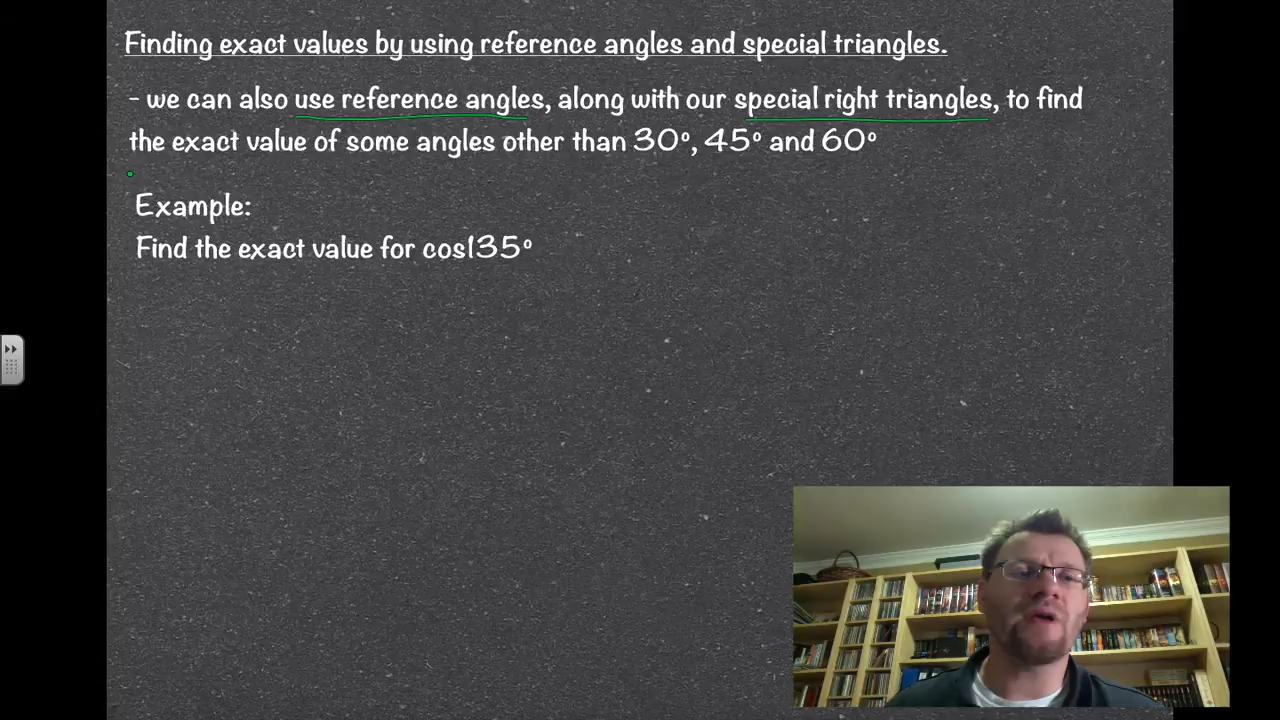 Finding exact values by using reference angles and special triangles.
- we can also use reference angles, along with our special right triangles, to find
the exact value of some angles other than 30°, 45° and 60°
Example:
Find the exact value for cos135°